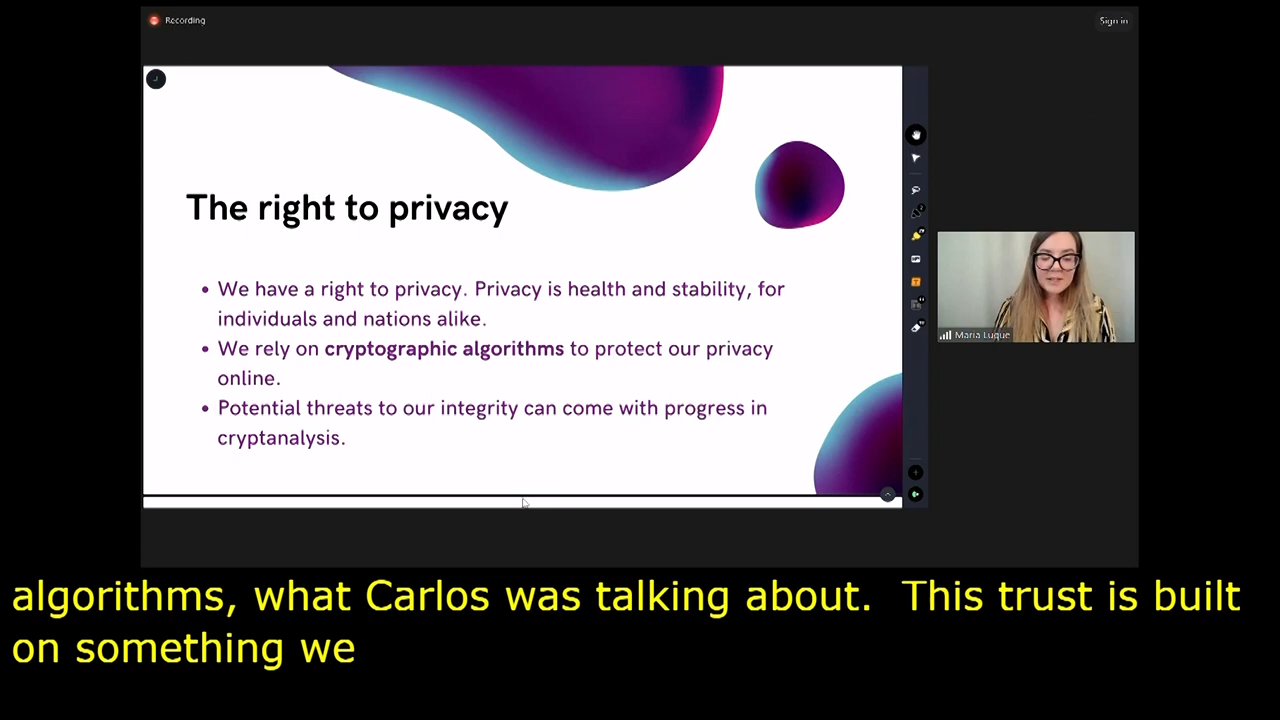 Recording
Sign in
The right to privacy
• We have a right to privacy. Privacy is health and stability, for
individuals and nations alike.
• We rely on cryptographic algorithms to protect our privacy
online.
• Potential threats to our integrity can come with progress in
cryptanalysis.
Maria Luque
algorithms, what Carlos was talking about.  This trust is built
on something we